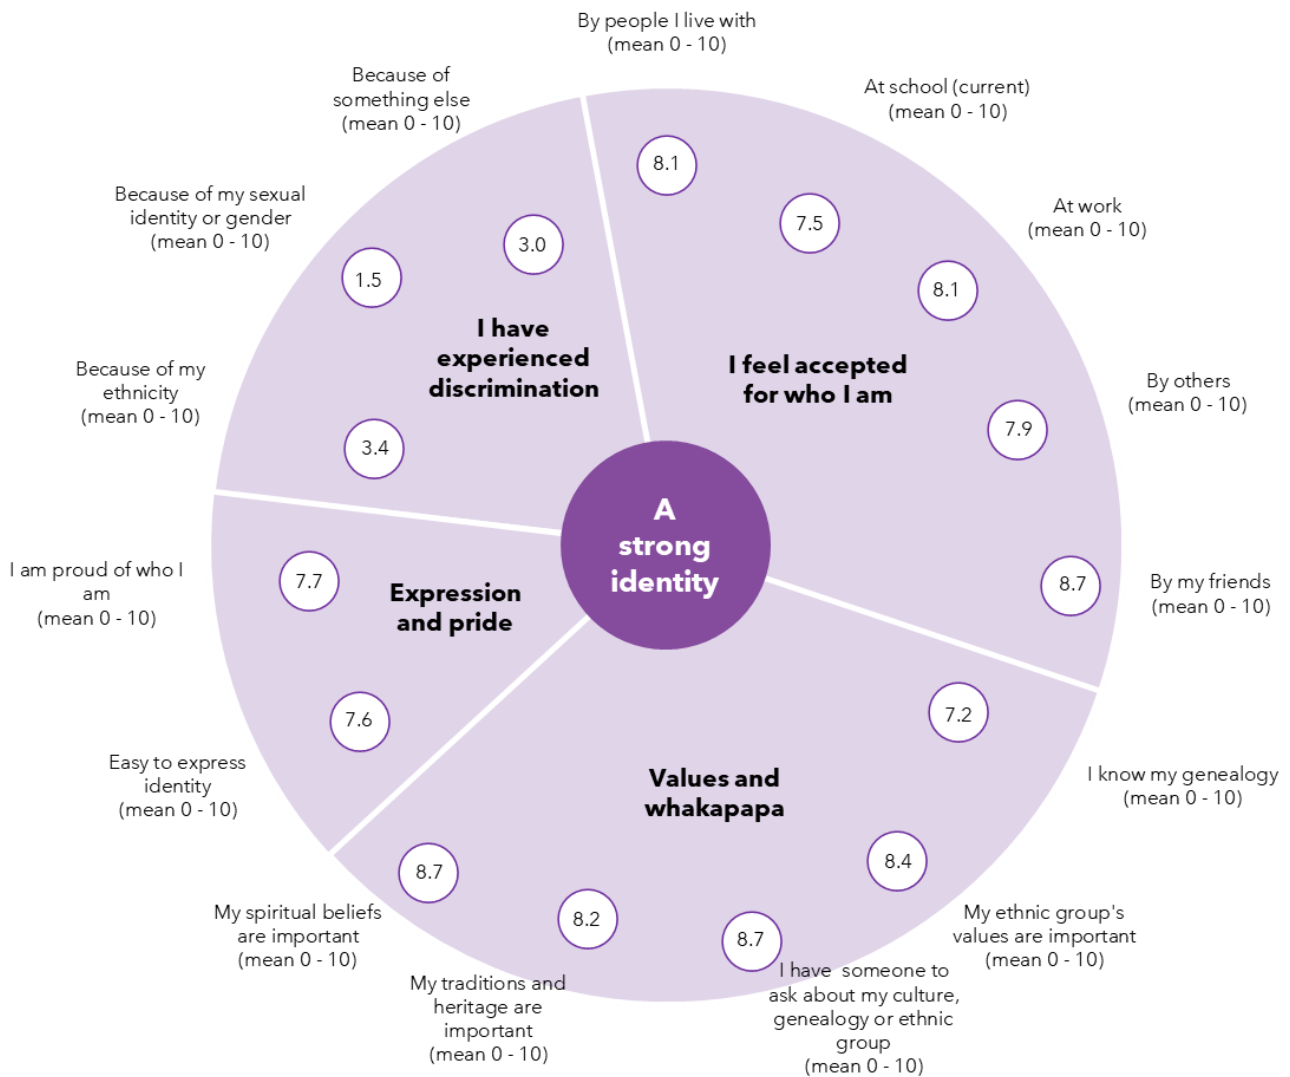 By people I live with
(mean 0 - 10)
At school (current)
(mean 0 - 10)
At work
(mean 0 - 10)
By others
(mean 0 - 10)
By my friends
(mean 0 - 10)
8.1
7.5
8.1
7.9
8.7
I feel accepted
for who I am
I know my genealogy
(mean 0 - 10)
My ethnic group's
values are important
(mean 0 - 10)
I have someone to
ask about my culture,
genealogy or ethnic
group
(mean 0 - 10)
My traditions and
heritage are
important
(mean 0 - 10)
My spiritual beliefs
are important
(mean 0 - 10)
7.2
8.4
8.7
8.2
8.7
Values and
whakapapa
Easy to express
identity
(mean 0 - 10)
I am proud of who I
am
(mean 0 - 10)
7.6
7.7
Expression
and pride
Because of my
ethnicity
(mean 0 - 10)
Because of my sexual
identity or gender
(mean 0 - 10)
Because of
something else
(mean 0 - 10)
3.4
1.5
3.0
I have
experienced
discrimination
A
strong
identity